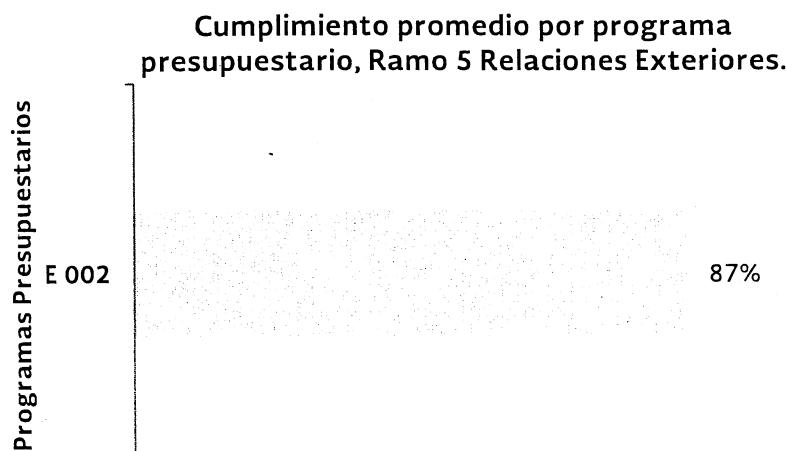 Cumplimiento promedio por programa
presupuestario, Ramo 5 Relaciones Exteriores.
Programas Presupuestarios
E 002
87%